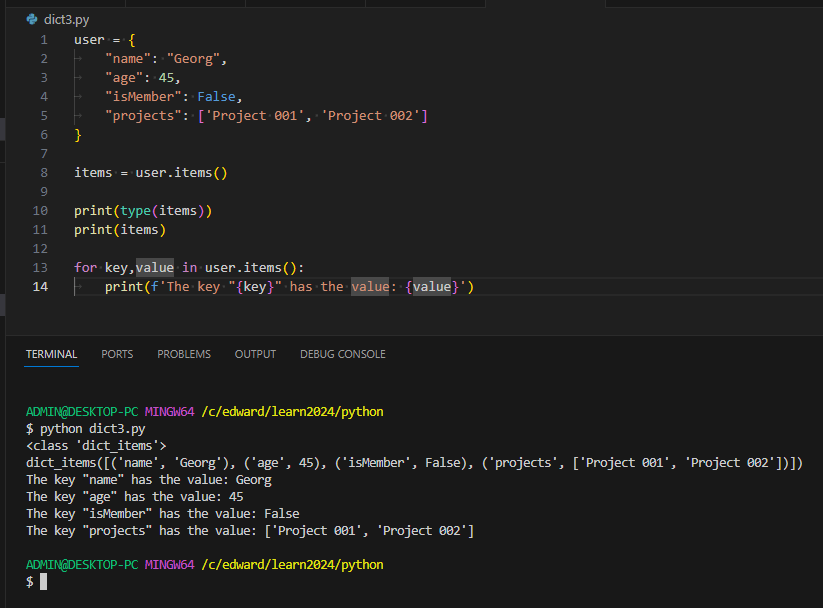 dict3.py
1 user = {
2 "name": "Georg",
3 "age": 45,
4 "isMember": False,
5 "projects": ['Project 001', 'Project 002']
6 }
7
8 items = user.items()
9
10 print(type(items))
11 print(items)
12
13 for key,value in user.items():
14 print(f'The key "{key}" has the value: {value}')
TERMINAL PORTS PROBLEMS OUTPUT DEBUG CONSOLE
ADMIN@DESKTOP-PC MINGW64 /c/edward/learn2024/python
$ python dict3.py
<class 'dict_items'>
dict_items([('name', 'Georg'), ('age', 45), ('isMember', False), ('projects', ['Project 001', 'Project 002'])])
The key "name" has the value: Georg
The key "age" has the value: 45
The key "isMember" has the value: False
The key "projects" has the value: ['Project 001', 'Project 002']
ADMIN@DESKTOP-PC MINGW64 /c/edward/learn2024/python
$